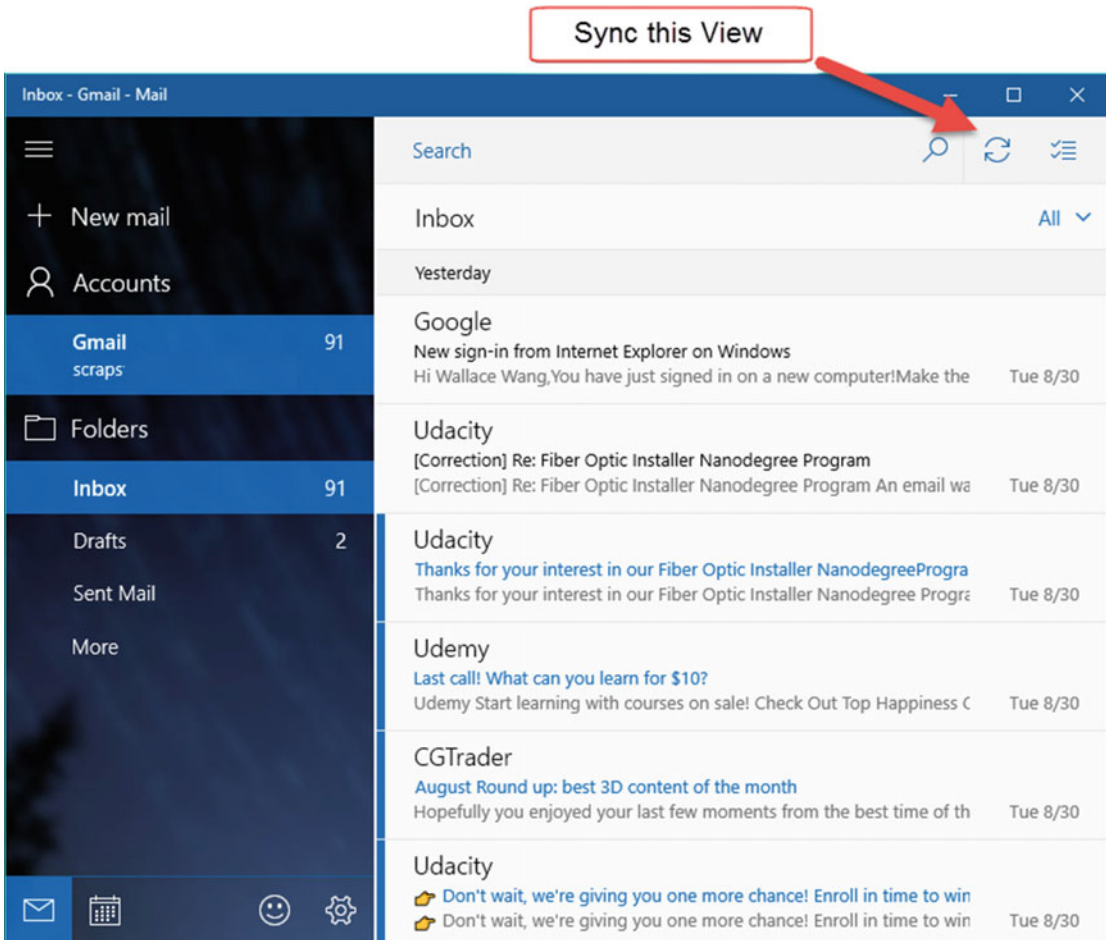 Sync this View
Inbox - Gmail - Mail
New mail
Accounts
Gmail 91
scraps
Folders
Inbox 91
Drafts 2
Sent Mail
More
Search
Inbox All
Yesterday
Google
New sign-in from Internet Explorer on Windows
Hi Wallace Wang,You have just signed in on a new computer!Make the Tue 8/30
Udacity
[Correction] Re: Fiber Optic Installer Nanodegree Program
[Correction] Re: Fiber Optic Installer Nanodegree Program An email wa Tue 8/30
Udacity
Thanks for your interest in our Fiber Optic Installer NanodegreeProgra
Thanks for your interest in our Fiber Optic Installer Nanodegree Progra Tue 8/30
Udemy
Last call! What can you learn for $10?
Udemy Start learning with courses on sale! Check Out Top Happiness C Tue 8/30
CGTrader
August Round up: best 3D content of the month
Hopefully you enjoyed your last few moments from the best time of th Tue 8/30
Udacity
👉 Don't wait, we're giving you one more chance! Enroll in time to win
👉 Don't wait, we're giving you one more chance! Enroll in time to win Tue 8/30